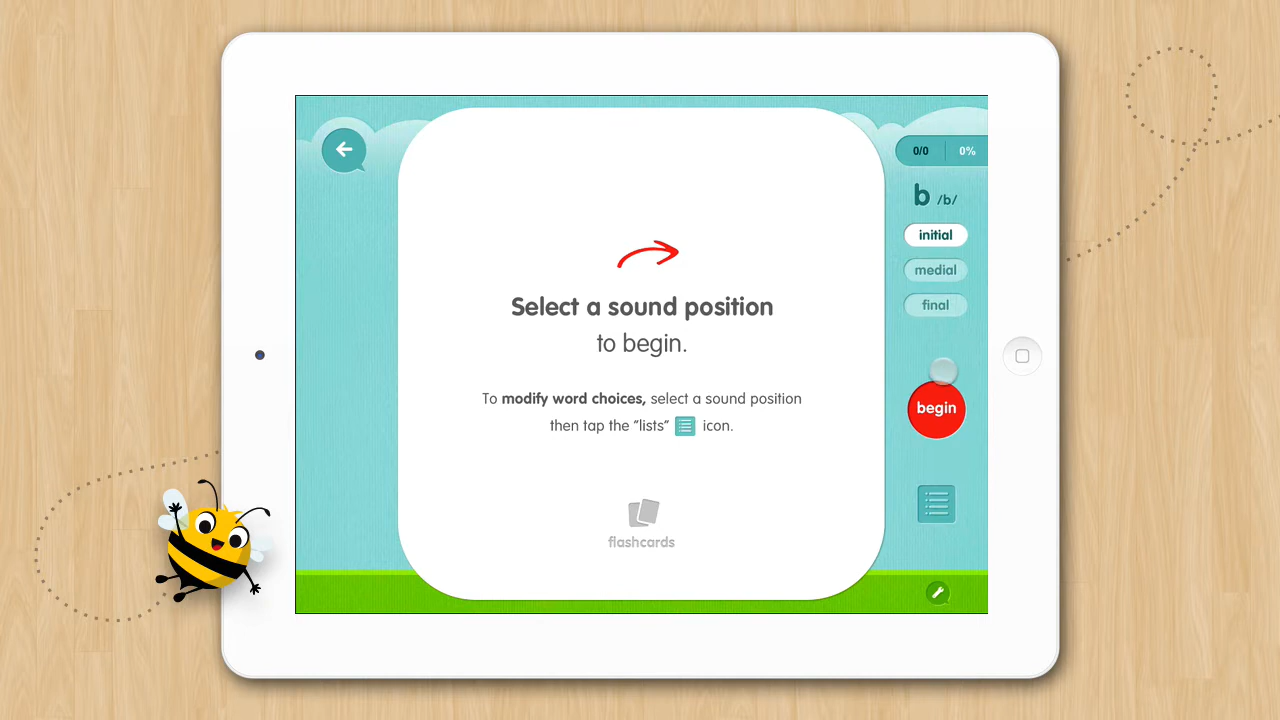 0/0 0%
b /b/
initial
medial
final
Select a sound position
to begin.
To modify word choices, select a sound position
then tap the "lists" icon.
begin
flashcards